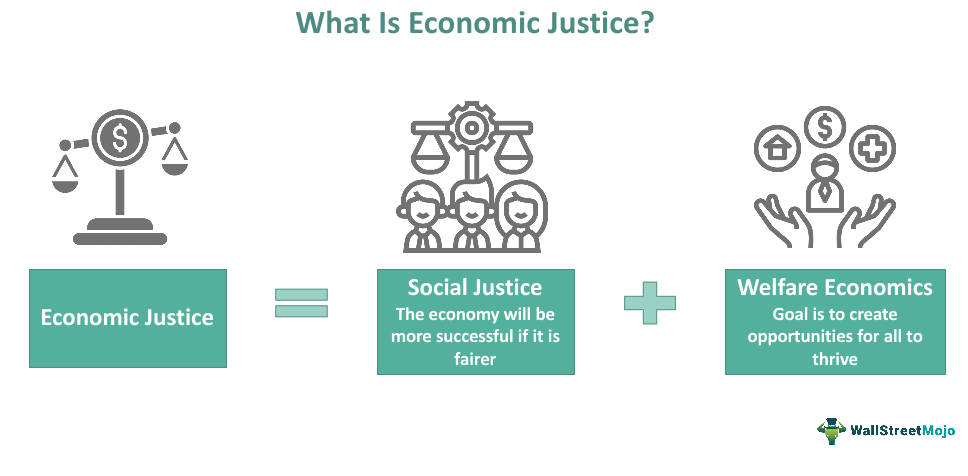 What Is Economic Justice?
$
$
Economic Justice
Social Justice
The economy will be
more successful if it is
fairer
Welfare Economics
Goal is to create
opportunities for all to
thrive
WallStreetMojo